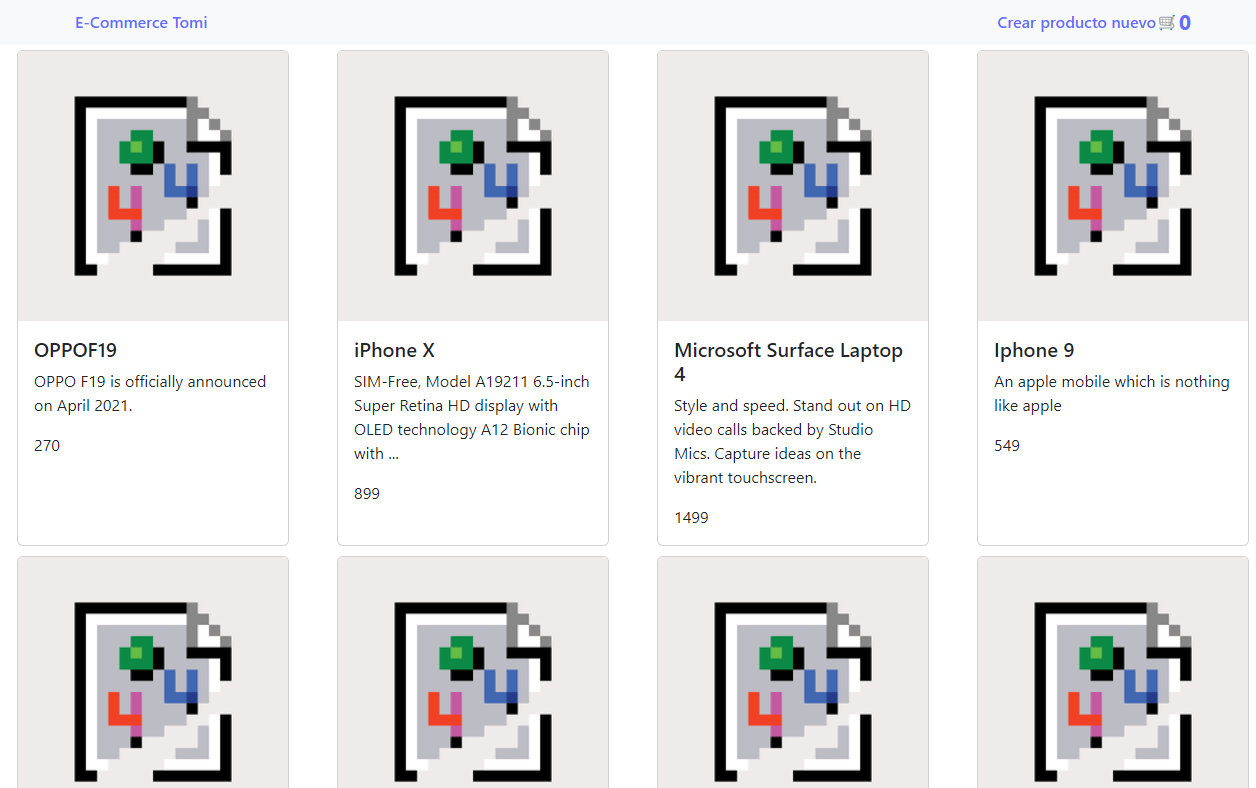 E-Commerce Tomi
Crear producto nuevo 0
OPPOF19
OPPO F19 is officially announced
on April 2021.
270
iPhone X
SIM-Free, Model A19211 6.5-inch
Super Retina HD display with
OLED technology A12 Bionic chip
with ...
899
Microsoft Surface Laptop
4
Style and speed. Stand out on HD
video calls backed by Studio
Mics. Capture ideas on the
vibrant touchscreen.
1499
Iphone 9
An apple mobile which is nothing
like apple
549